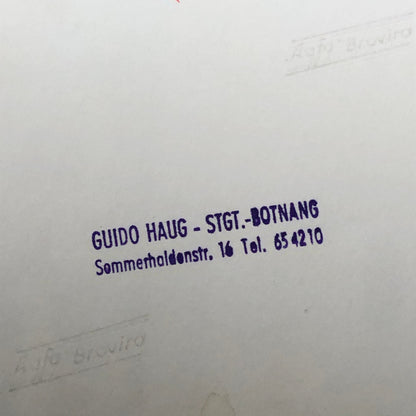 Agfa Brovira
GUIDO HAUG - STGT.-BOTNANG
Sommerhaldenstr. 16 Tel. 654210
Agfa Brovira